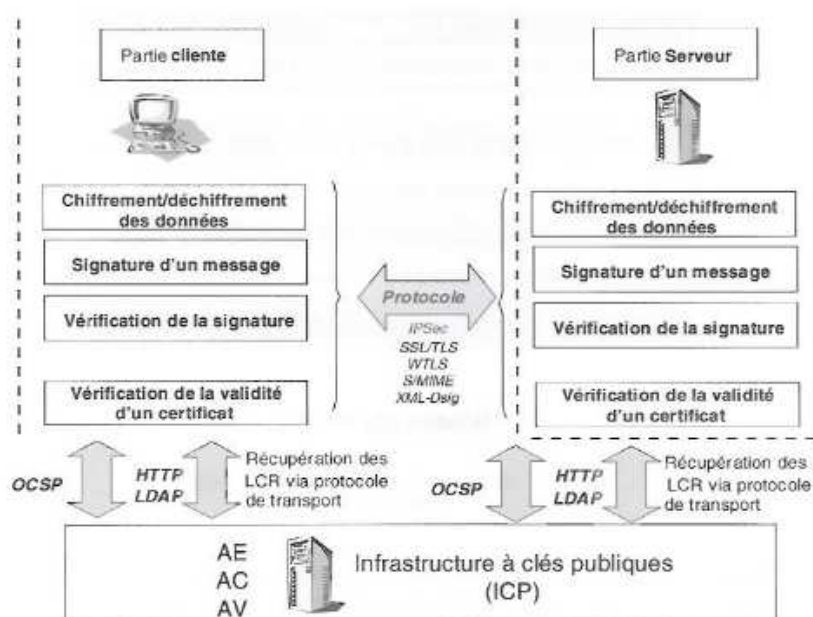 Partie cliente
Partie Serveur
Chiffrement/déchiffrement
des données
Signature d'un message
Vérification de la signature
Vérification de la validité
d'un certificat
Protocole
IPSec
SSL/TLS
WTLS
S/MIME
XML-Dsig
Chiffrement/déchiffrement
des données
Signature d'un message
Vérification de la signature
Vérification de la validité
d'un certificat
OCSP
HTTP
LDAP
Récupération des
LCR via protocole
de transport
OCSP
HTTP
LDAP
Récupération des
LCR via protocole
de transport
AE
AC
AV
Infrastructure à clés publiques
(ICP)